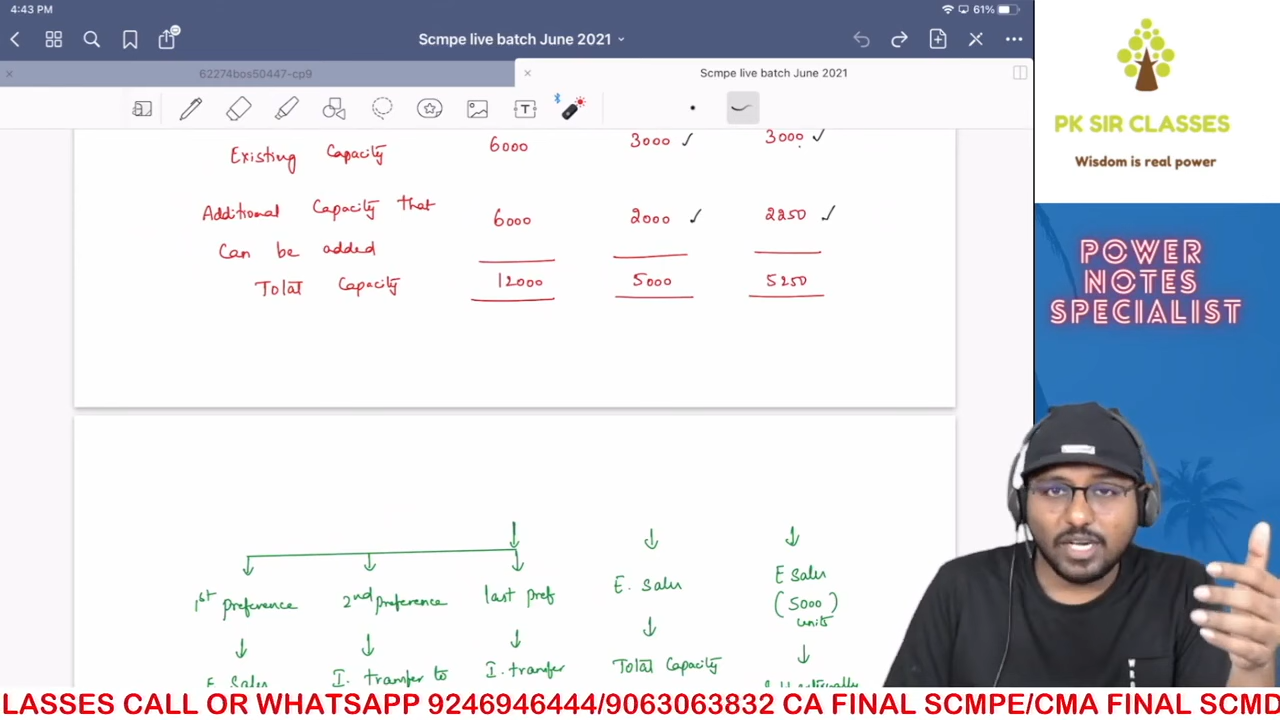 4:43 PM
61%
Scmpe live batch June 2021
62274bos50447-cp9
Scmpe live batch June 2021
T
PK SIR CLASSES
Wisdom is real power
Existing Capacity 6000 3000 ✓ 3000 ✓
Additional Capacity that 6000 2000 ✓ 2250 ✓
Can be added
Total Capacity 12000 5000 5250
POWER
NOTES
SPECIALIST
1st preference 2nd preference last pref E. Sales E Sales
(5000)
units
E. Sales I. transfer to I. transfer Total Capacity
LASSES CALL OR WHATSAPP 9246946444/9063063832 CA FINAL SCMPE/CMA FINAL SCMD